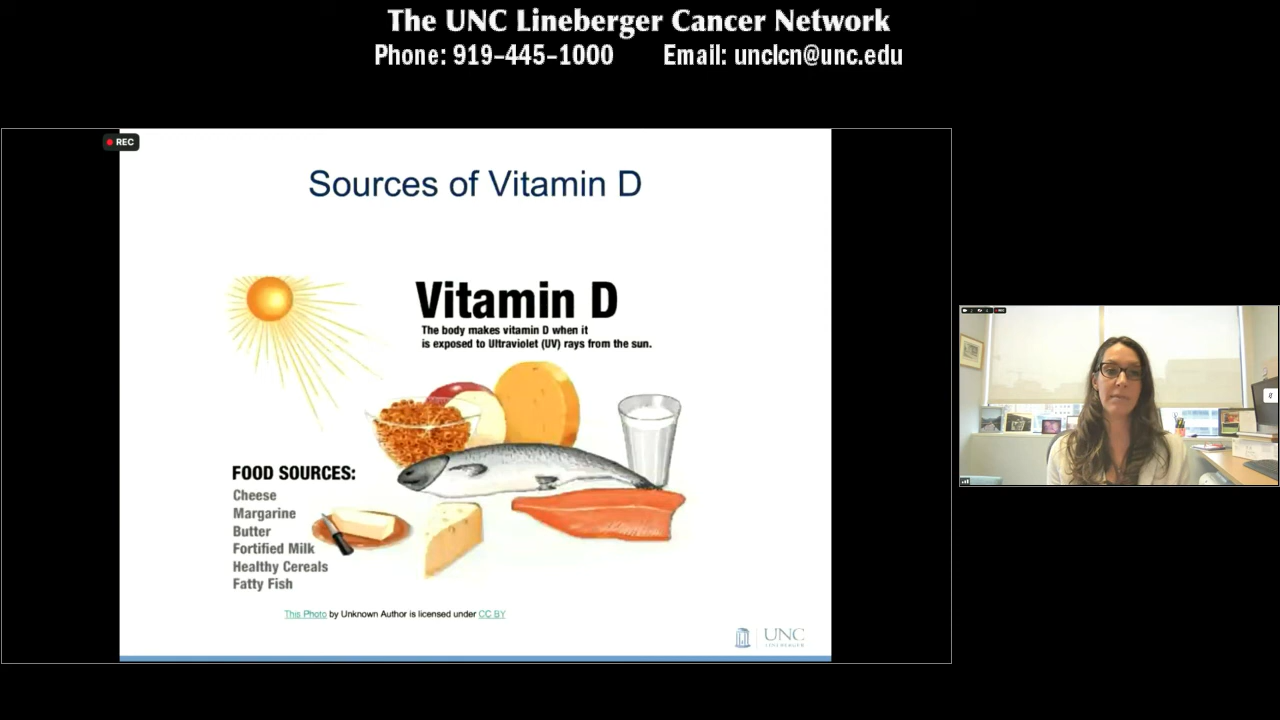 The UNC Lineberger Cancer Network
Phone: 919-445-1000 Email: unclcn@unc.edu
REC
Sources of Vitamin D
Vitamin D
The body makes vitamin D when it
is exposed to Ultraviolet (UV) rays from the sun.
FOOD SOURCES:
Cheese
Margarine
Butter
Fortified Milk
Healthy Cereals
Fatty Fish
This Photo by Unknown Author is licensed under CC BY
UNC
LINEBERGER